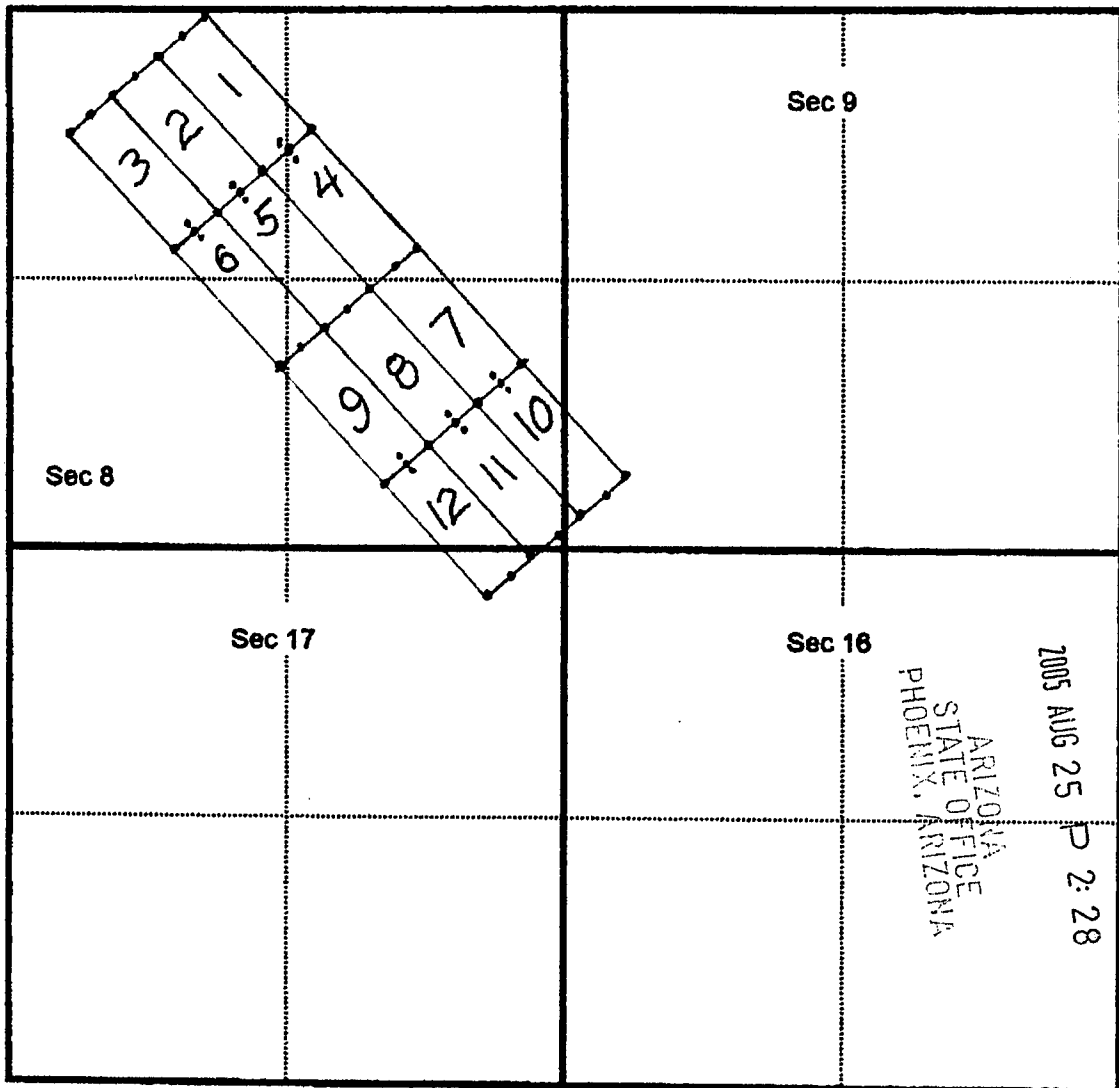 Sec 9
1
2
3
4
5
6
7
8
9
10
11
12
Sec 8
Sec 17
Sec 16
2005 AUG 25 P 2:28
ARIZONA
STATE OFFICE
PHOENIX, ARIZONA